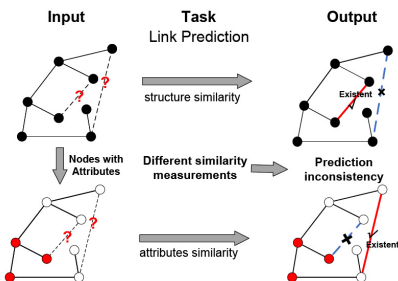 Input
Task
Output
Link Prediction
?
?
structure similarity
Existent
Nodes with
Attributes
Different similarity
measurements
Prediction
inconsistency
?
?
attributes similarity
Existent